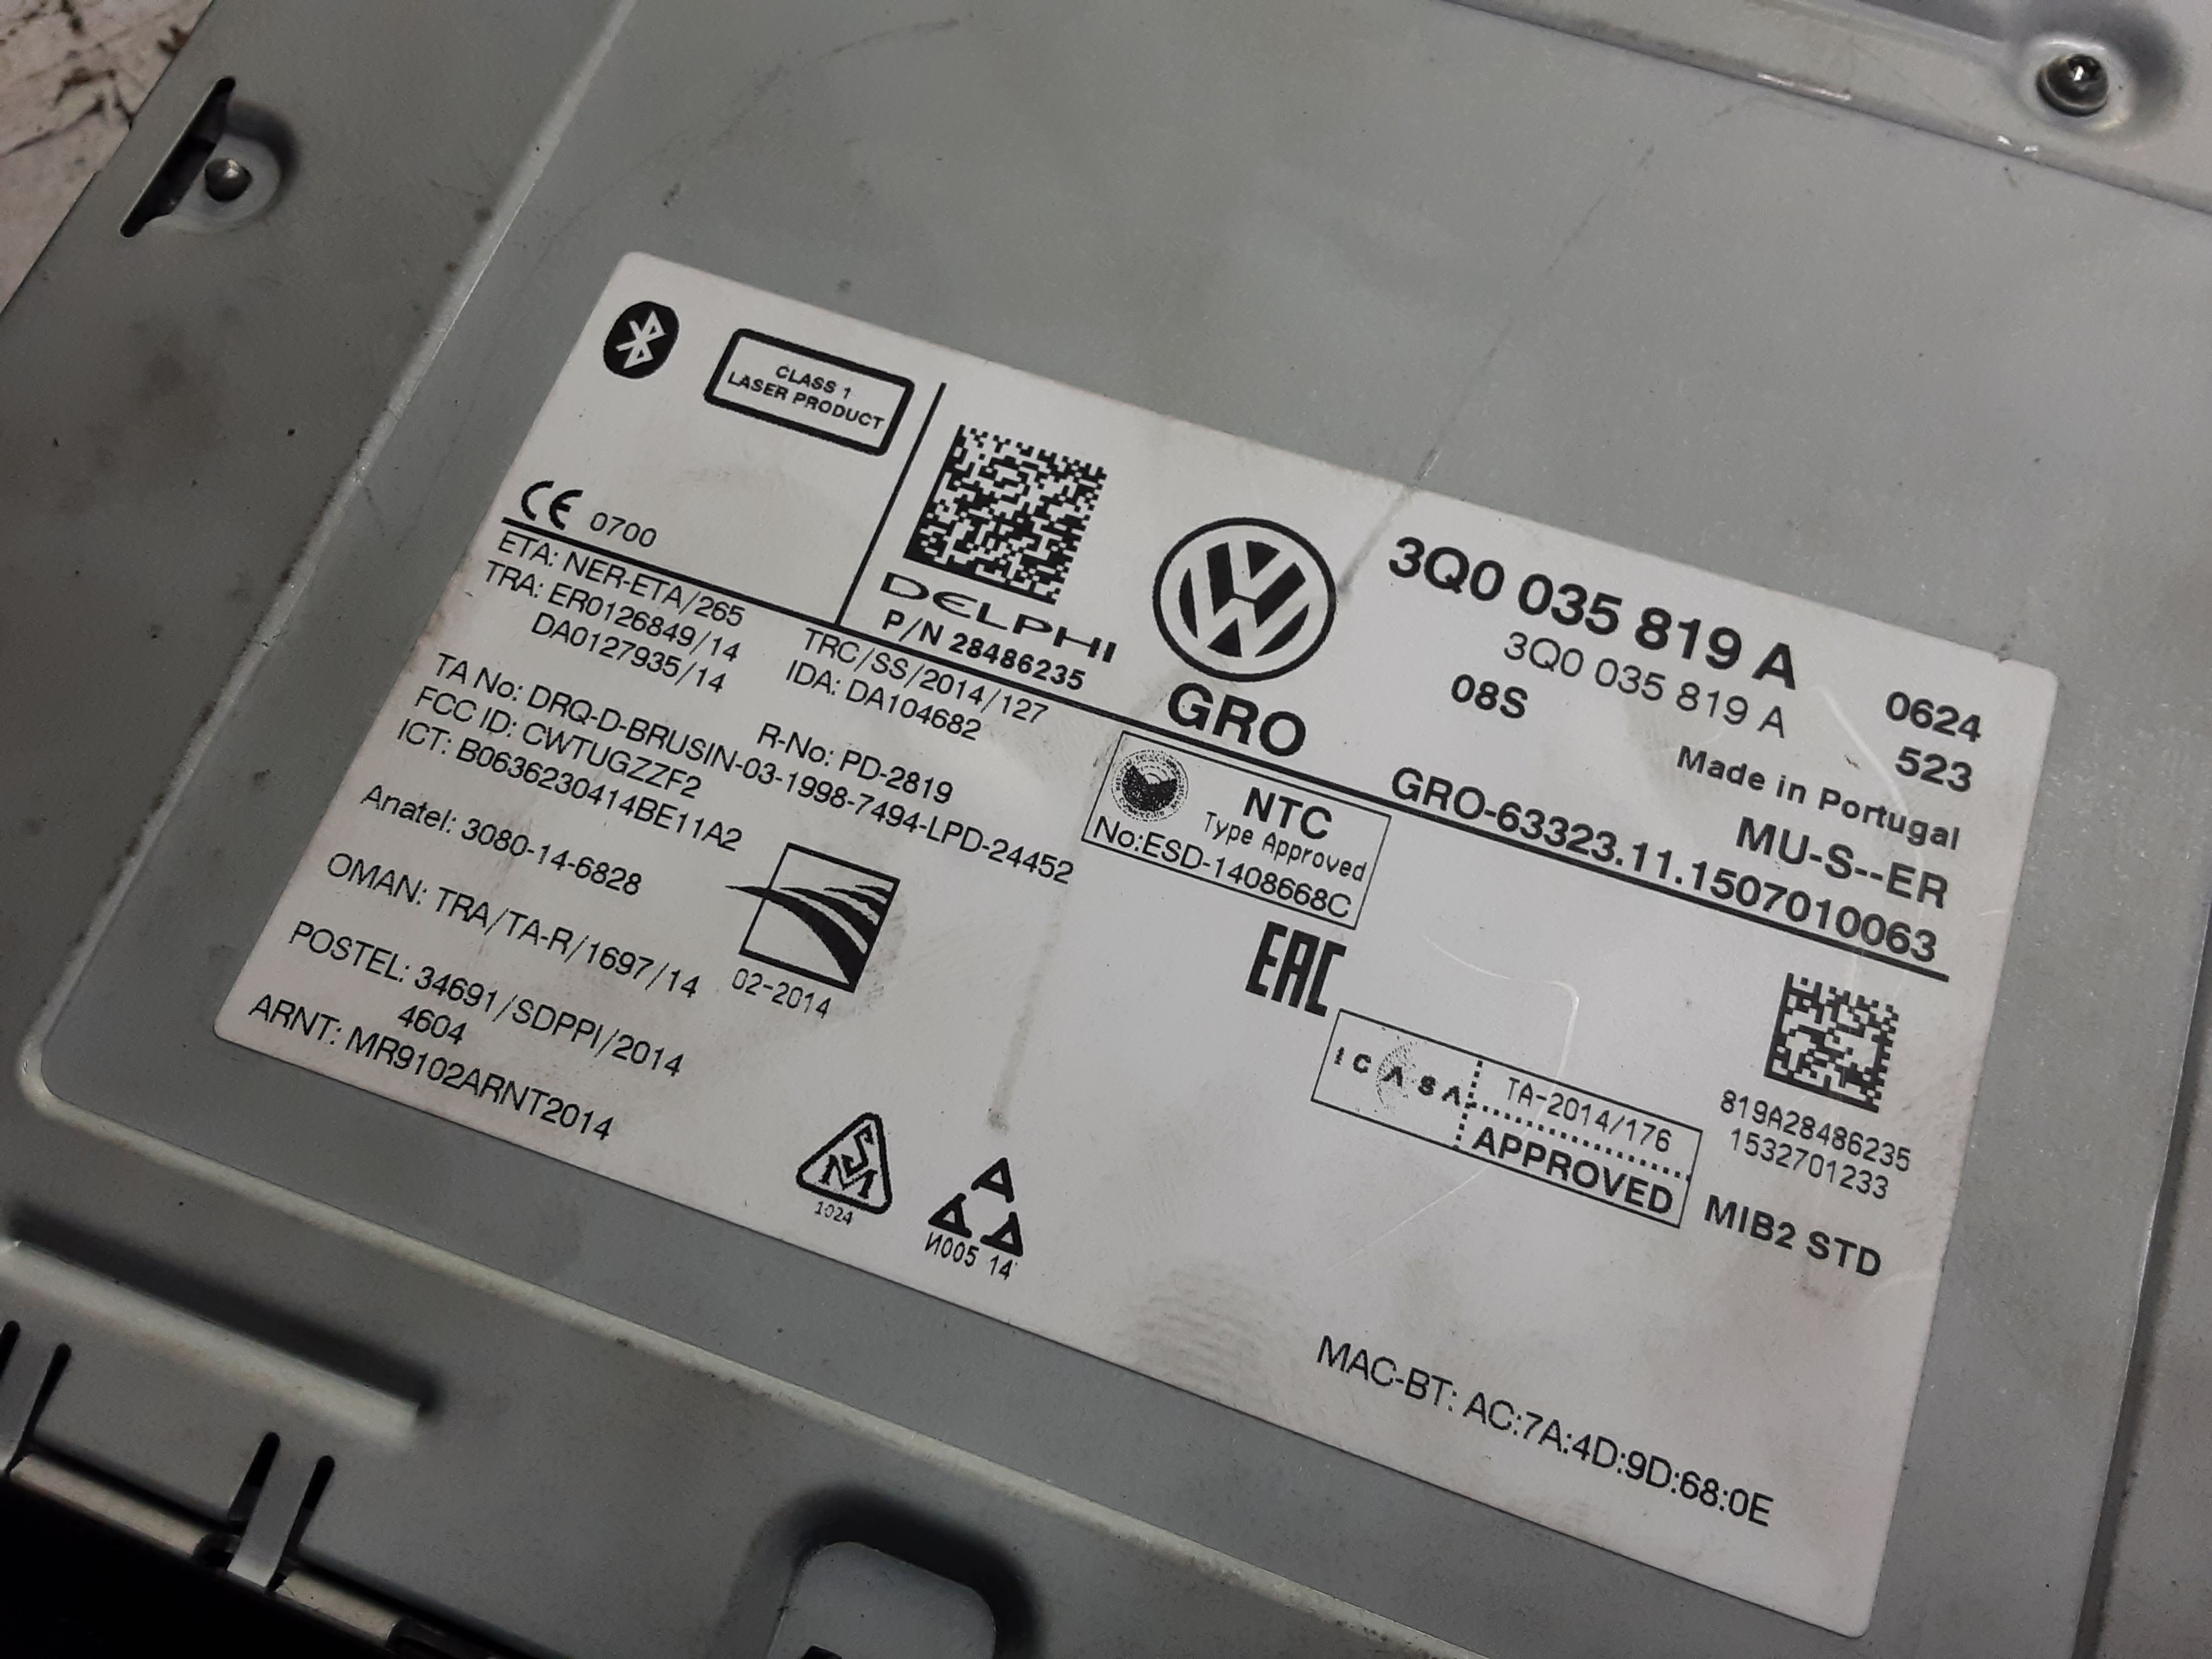 CLASS 1
LASER PRODUCT
CE 0700
DELPHI
P/N 28486235
GRO
3Q0 035 819 A
3Q0 035 819 A
0624
08S
523
Made in Portugal
MU-S--ER
GRO-63323.11.1507010063
ETA: NER-ETA/265
TRA: ER0126849/14
DA0127935/14
TRC/SS/2014/127
IDA: DA104682
R-No: PD-2819
TA No: DRQ-D-BRUSIN-03-1998-7494-LPD-24452
FCC ID: CWTUGZZF2
ICT: B0636230414BE11A2
Anatel: 3080-14-6828
OMAN: TRA/TA-R/1697/14
POSTEL: 34691/SDPPI/2014
4604
ARNT: MR9102ARNT2014
02-2014
NTC
Type Approved
No:ESD-1408668C
EAC
ICASA
TA-2014/176
APPROVED
819A28486235
1532701233
MIB2 STD
1024
И005 14
MAC-BT: AC:7A:4D:9D:68:0E